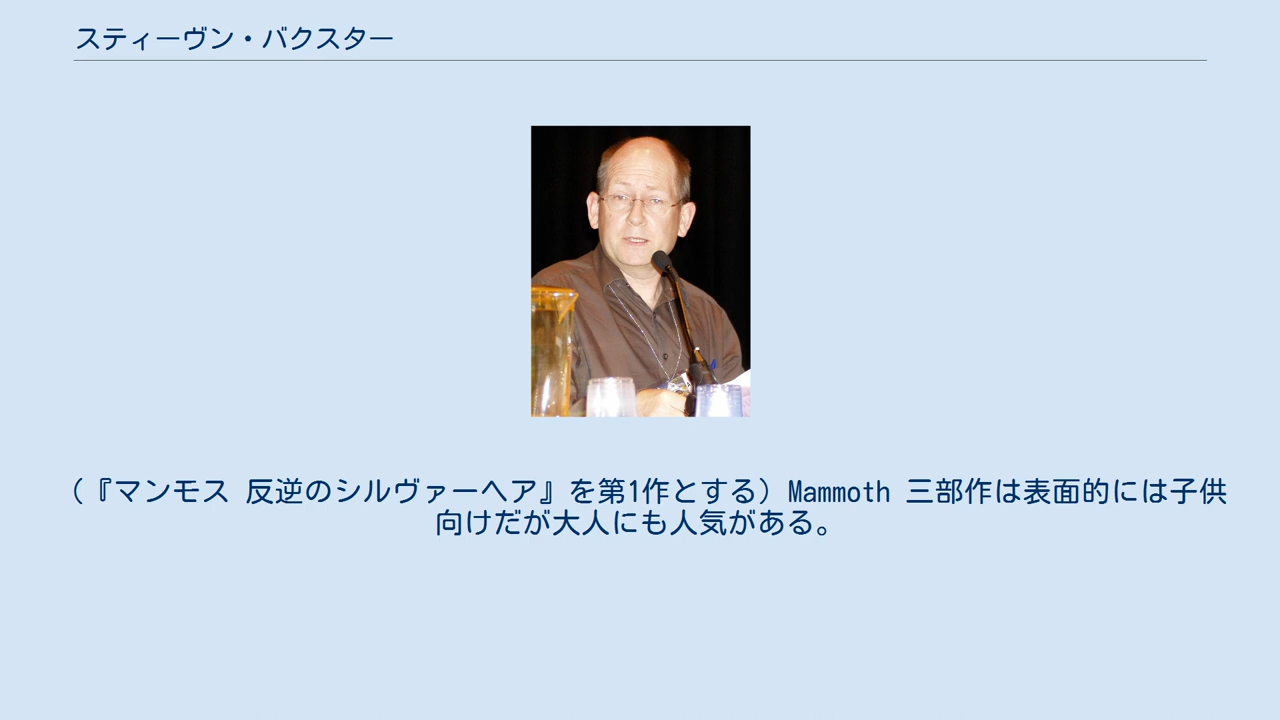 スティーヴン・バクスター
（『マンモス 反逆のシルヴァーヘア』を第1作とする）Mammoth 三部作は表面的には子供
向けだが大人にも人気がある。